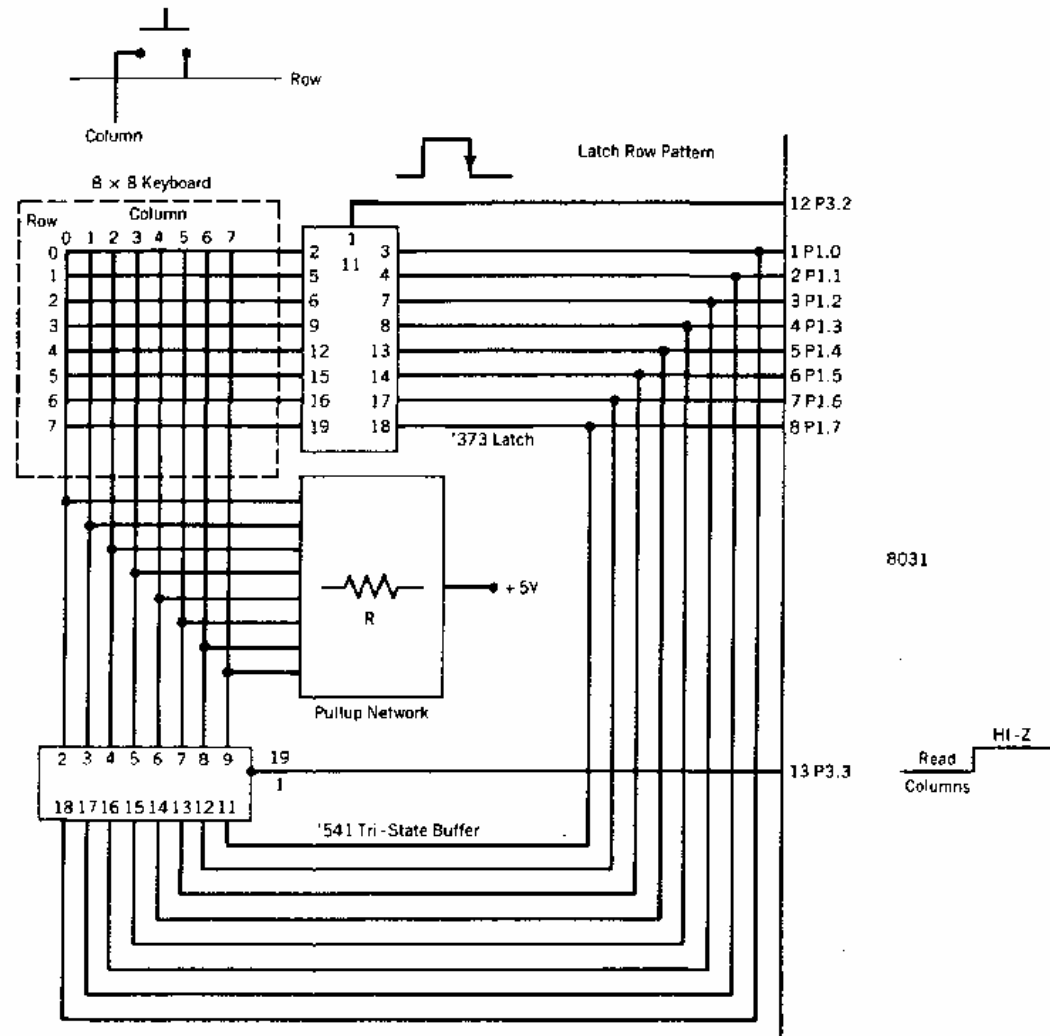 Row
Column
Latch Row Pattern
8 × 8 Keyboard
12 P3.2
Row
Column
0 1 2 3 4 5 6 7
1
11
0 2 3 1 P1.0
1 5 4 2 P1.1
2 6 7 3 P1.2
3 9 8 4 P1.3
4 12 13 5 P1.4
5 15 14 6 P1.5
6 16 17 7 P1.6
7 19 18 8 P1.7
'373 Latch
8031
+ 5V
R
Pullup Network
HI-Z
2 3 4 5 6 7 8 9
19
1
13 P3.3
Read
Columns
18 17 16 15 14 13 12 11
'541 Tri-State Buffer